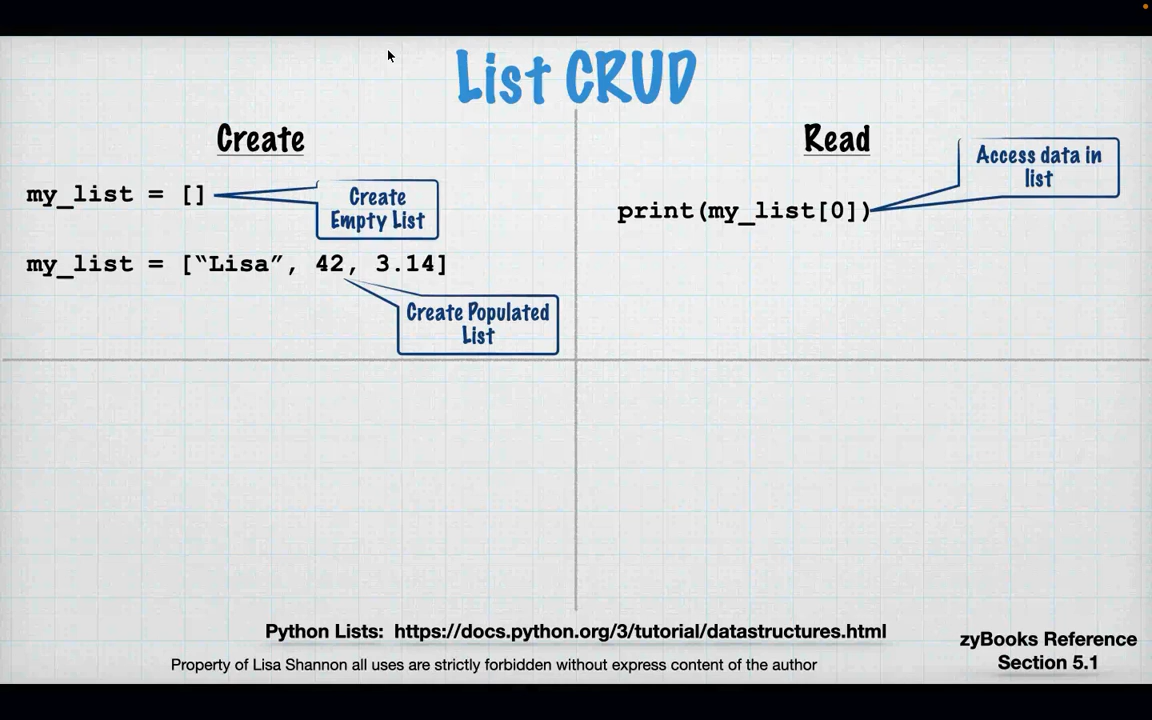 List CRUD
Create
my_list = []
Create
Empty List
my_list = [“Lisa”, 42, 3.14]
Create Populated
List
Read
Access data in
list
print(my_list[0])
Python Lists: https://docs.python.org/3/tutorial/datastructures.html
Property of Lisa Shannon all uses are strictly forbidden without express content of the author
zyBooks Reference
Section 5.1